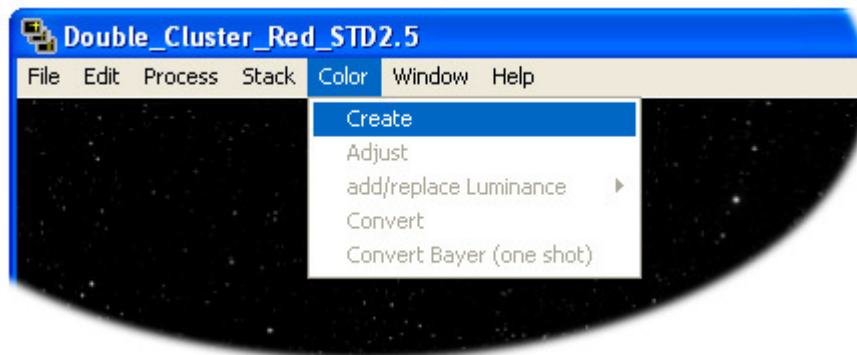 Double_Cluster_Red_STD2.5
File Edit Process Stack Color Window Help
Create
Adjust
add/replace Luminance
Convert
Convert Bayer (one shot)